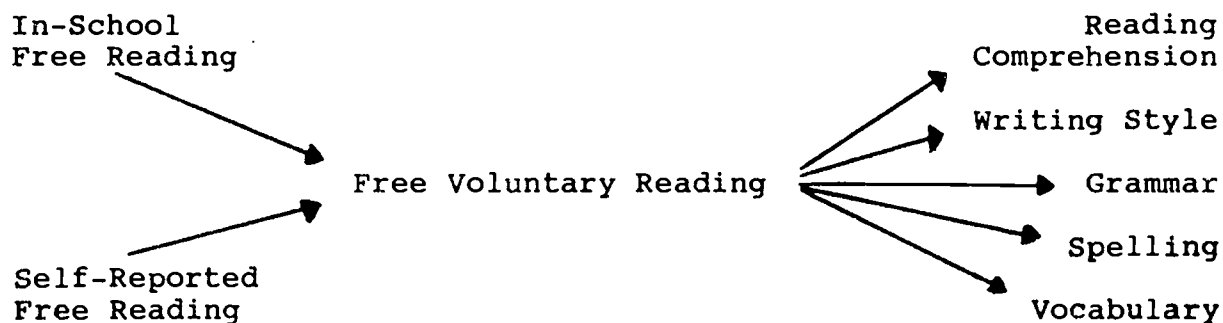 In-School
Free Reading
Self-Reported
Free Reading
Free Voluntary Reading
Reading
Comprehension
Writing Style
Grammar
Spelling
Vocabulary